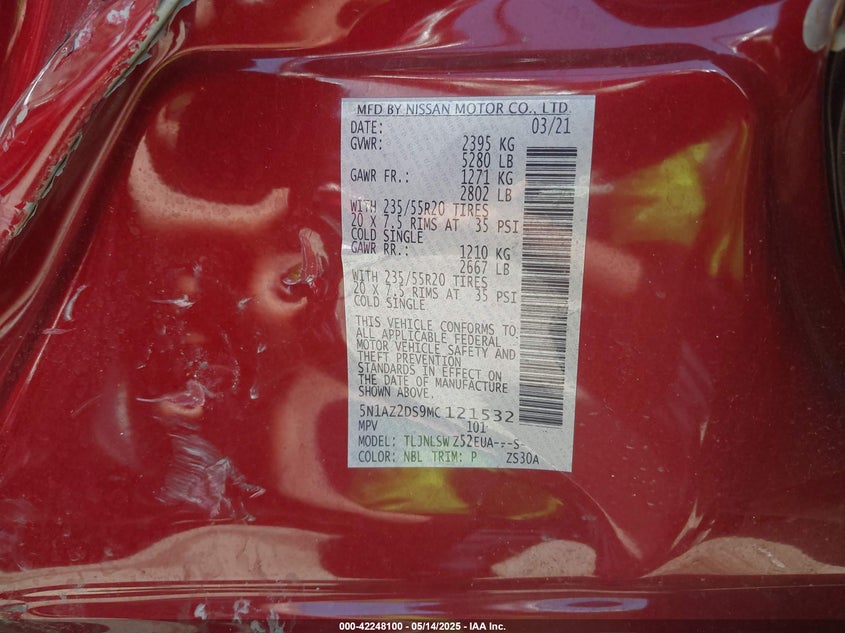 MFD BY NISSAN MOTOR CO., LTD.
DATE: 03/21
GVWR: 2395 KG
5280 LB
GAWR FR.: 1271 KG
2802 LB
WITH 235/55R20 TIRES
20 X 7.5 RIMS AT 35 PSI
COLD SINGLE
GAWR RR.: 1210 KG
2667 LB
WITH 235/55R20 TIRES
20 X 7.5 RIMS AT 35 PSI
COLD SINGLE
THIS VEHICLE CONFORMS TO
ALL APPLICABLE FEDERAL
MOTOR VEHICLE SAFETY AND
THEFT PREVENTION
STANDARDS IN EFFECT ON
THE DATE OF MANUFACTURE
SHOWN ABOVE.
5N1AZ2DS9MC121532
MPV 101
MODEL: TLJNLSWZ52EUA---S-
COLOR: NBL TRIM: P ZS30A
000-42248100 - 05/14/2025 - IAA Inc.